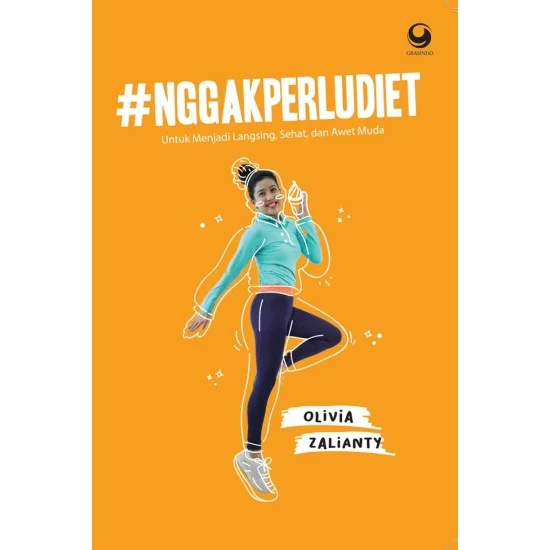 GRASINDO
#NGGAKPERLUDIET
Untuk Menjadi Langsing, Sehat, dan Awet Muda
OLiViA
ZALiANTY